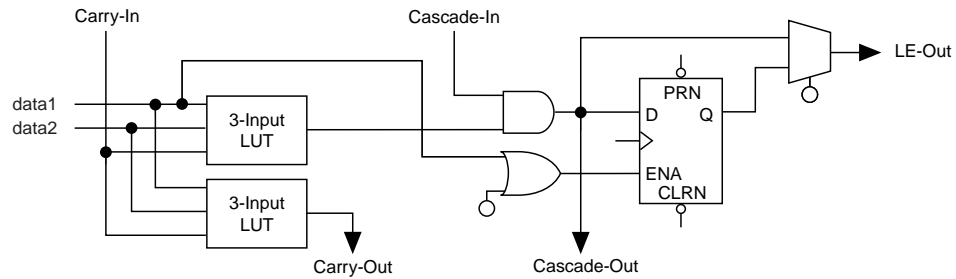 Carry-In
Cascade-In
LE-Out
PRN
data1
D
Q
data2
3-Input
LUT
ENA
CLRN
3-Input
LUT
Carry-Out
Cascade-Out